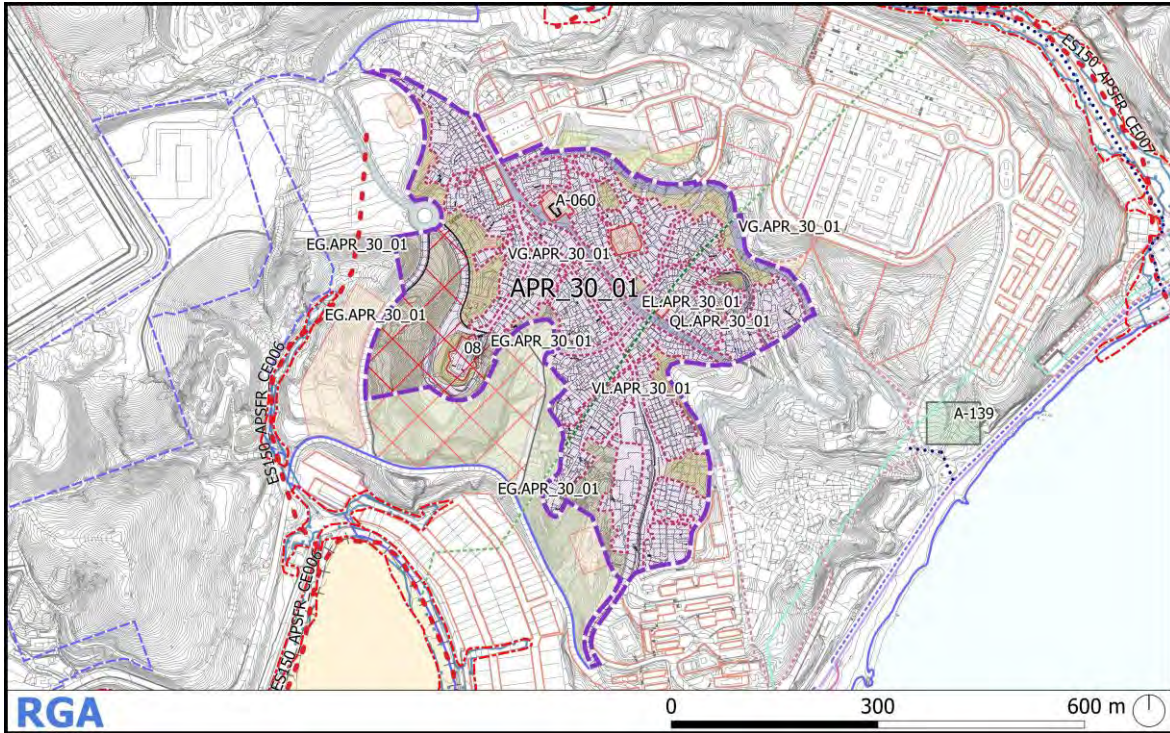 ES150_APSFR_CE007
A-060
VG.APR_30_01
EG.APR_30_01
VG.APR_30_01
APR_30_01
EL.APR_30_01
EG.APR_30_01
QL.APR_30_01
08
EG.APR_30_01
ES150_APSFR_CE006
VL.APR_30_01
A-139
EG.APR_30_01
ES150_APSFR_CE006
RGA
0 300 600 m